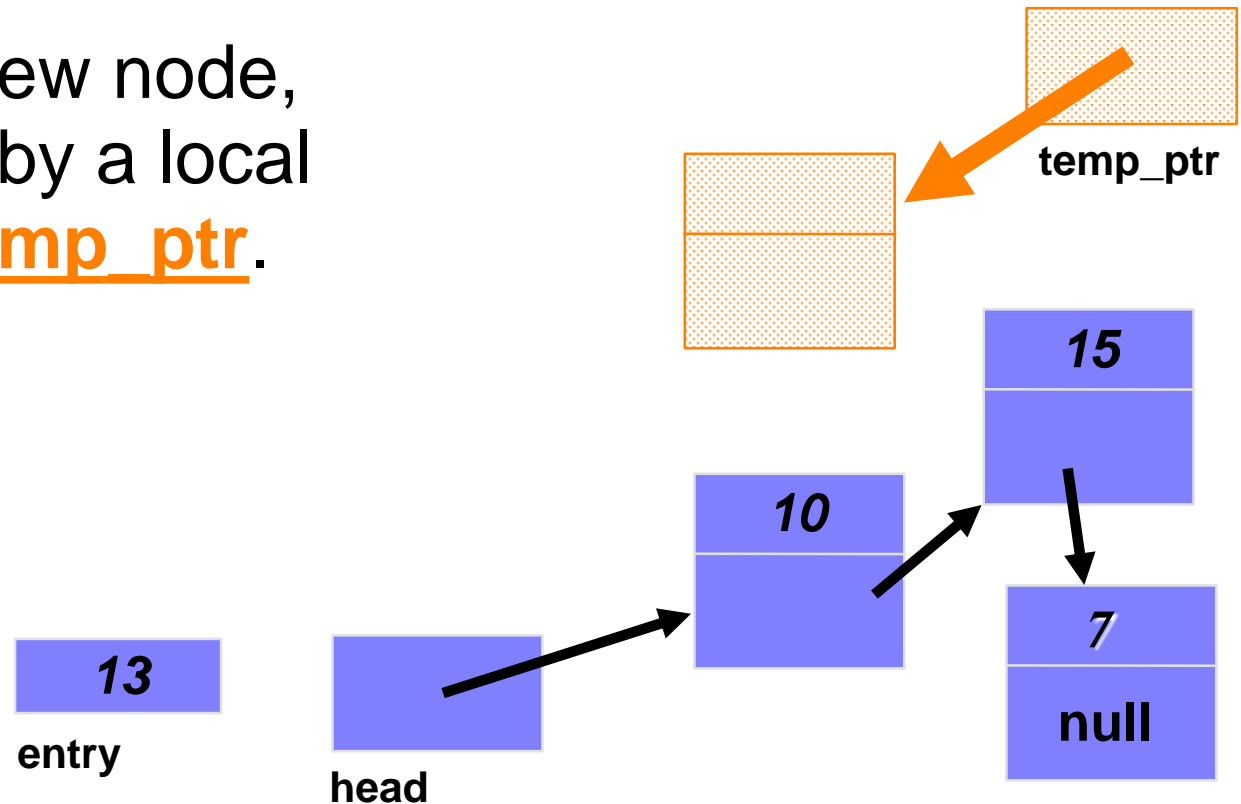 ew node,
by a local
mp_ptr.
temp_ptr
15
10
7
null
13
entry
head